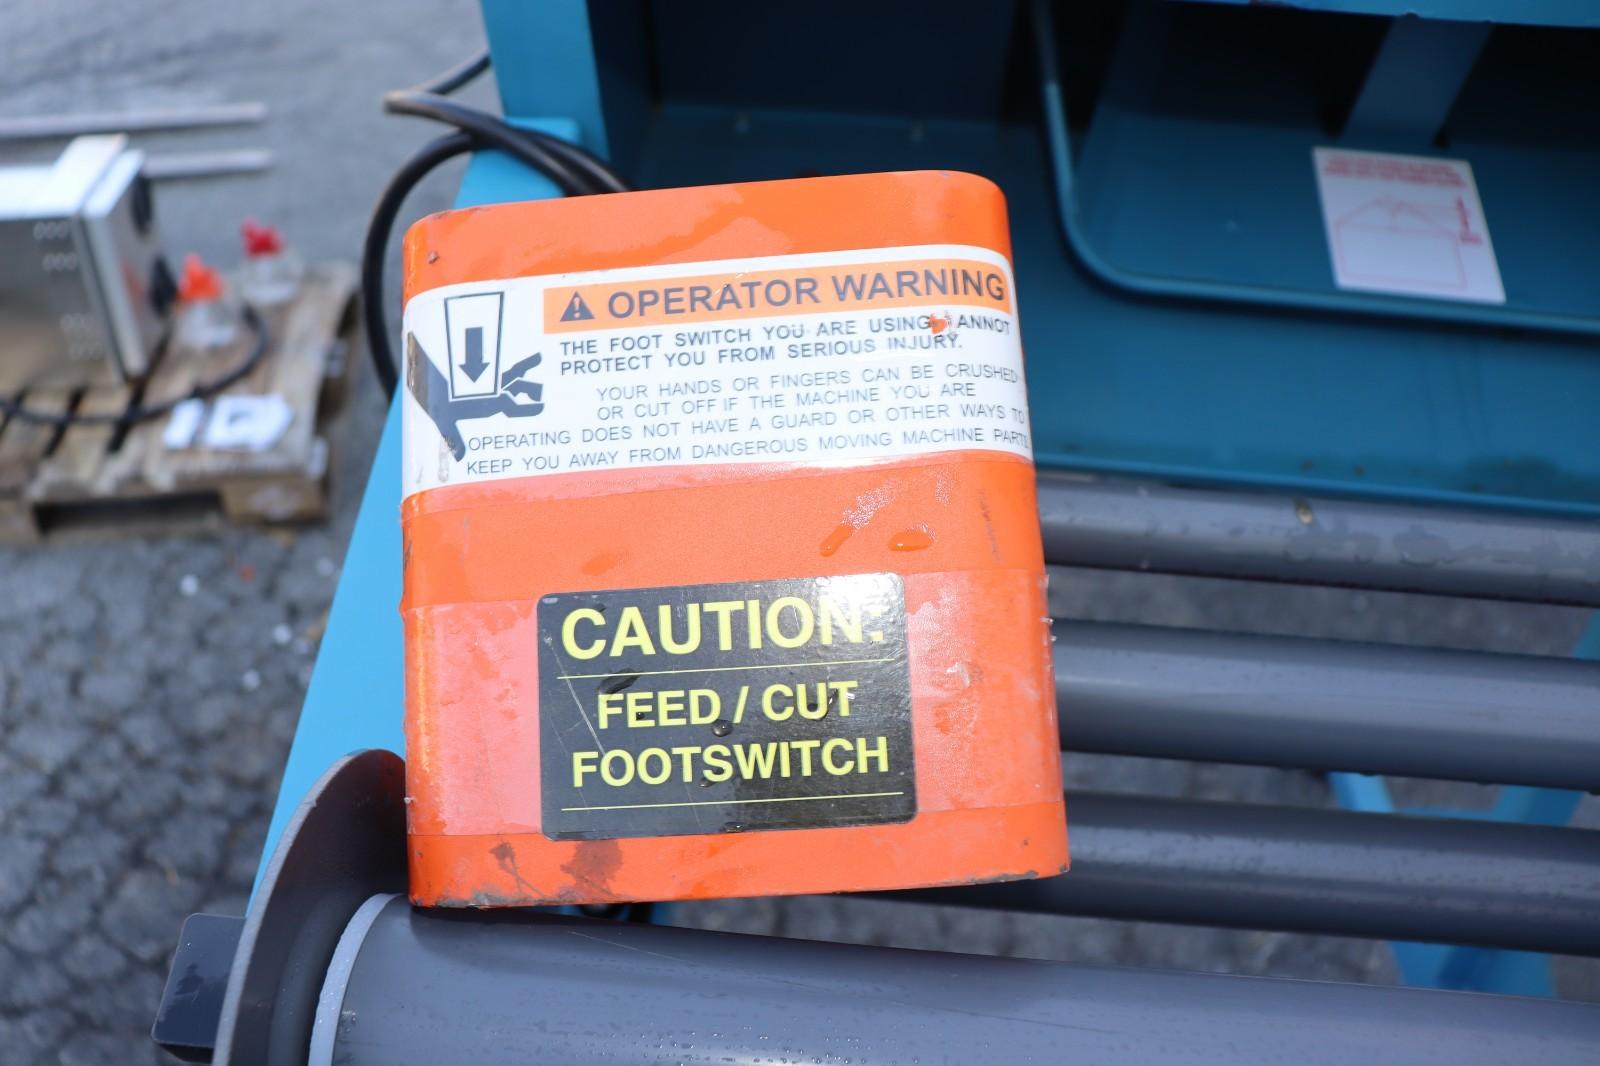 OPERATOR WARNING
THE FOOT SWITCH YOU ARE USING ANNOT
PROTECT YOU FROM SERIOUS INJURY.
YOUR HANDS OR FINGERS CAN BE CRUSHED
OR CUT OFF IF THE MACHINE YOU ARE
OPERATING DOES NOT HAVE A GUARD OR OTHER WAYS TO
KEEP YOU AWAY FROM DANGEROUS MOVING MACHINE PARTS
CAUTION:
FEED / CUT
FOOTSWITCH